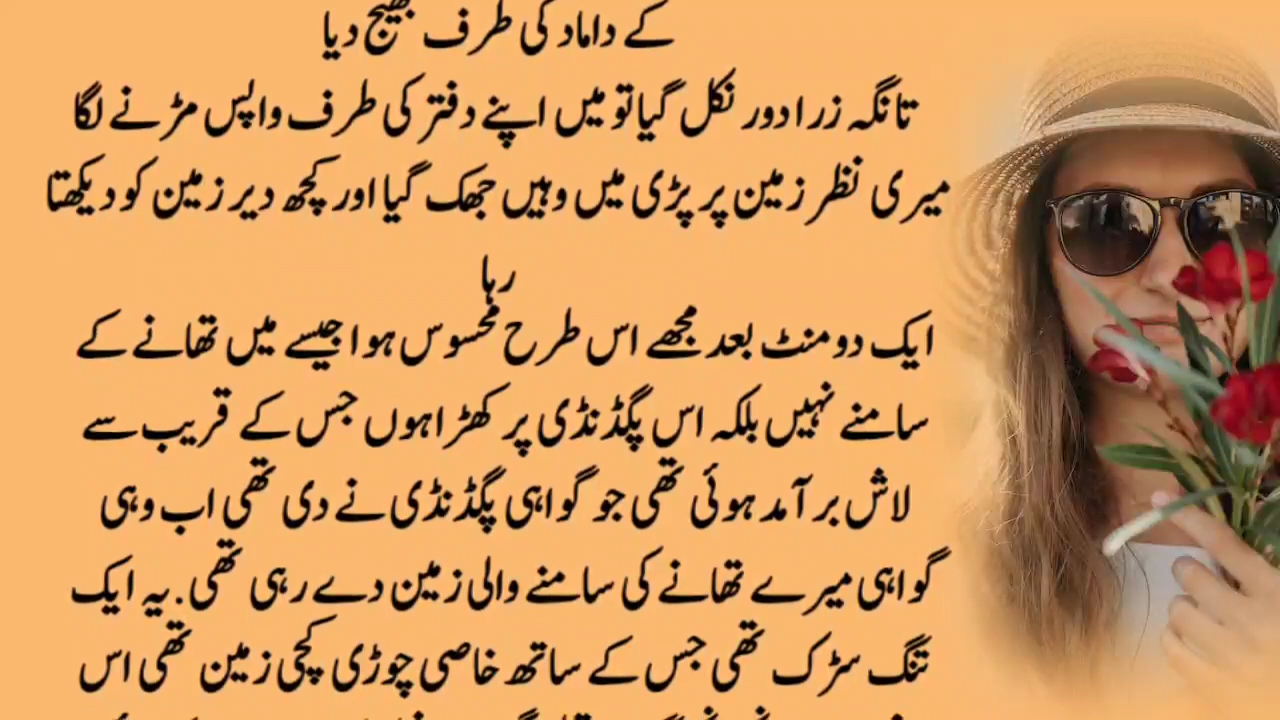 کے داماد کی طرف بھیج دیا
تانگہ زرا دور نکل گیا تو میں اپنے دفتر کی طرف واپس مڑنے لگا
میری نظر زمین پر پڑی میں وہیں جھک گیا اور کچھ دیر زمین کو دیکھتا
رہا
ایک دو منٹ بعد مجھے اس طرح محسوس ہوا جیسے میں تھانے کے
سامنے نہیں بلکہ اس پگڈنڈی پر کھڑا ہوں جس کے قریب سے
لاش برآمد ہوئی تھی جو گواہی پگڈنڈی نے دی تھی اب وہی
گواہی میرے تھانے کی سامنے والی زمین دے رہی تھی. یہ ایک
تنگ سڑک تھی جس کے ساتھ خاصی چوڑی کچی زمین تھی اس